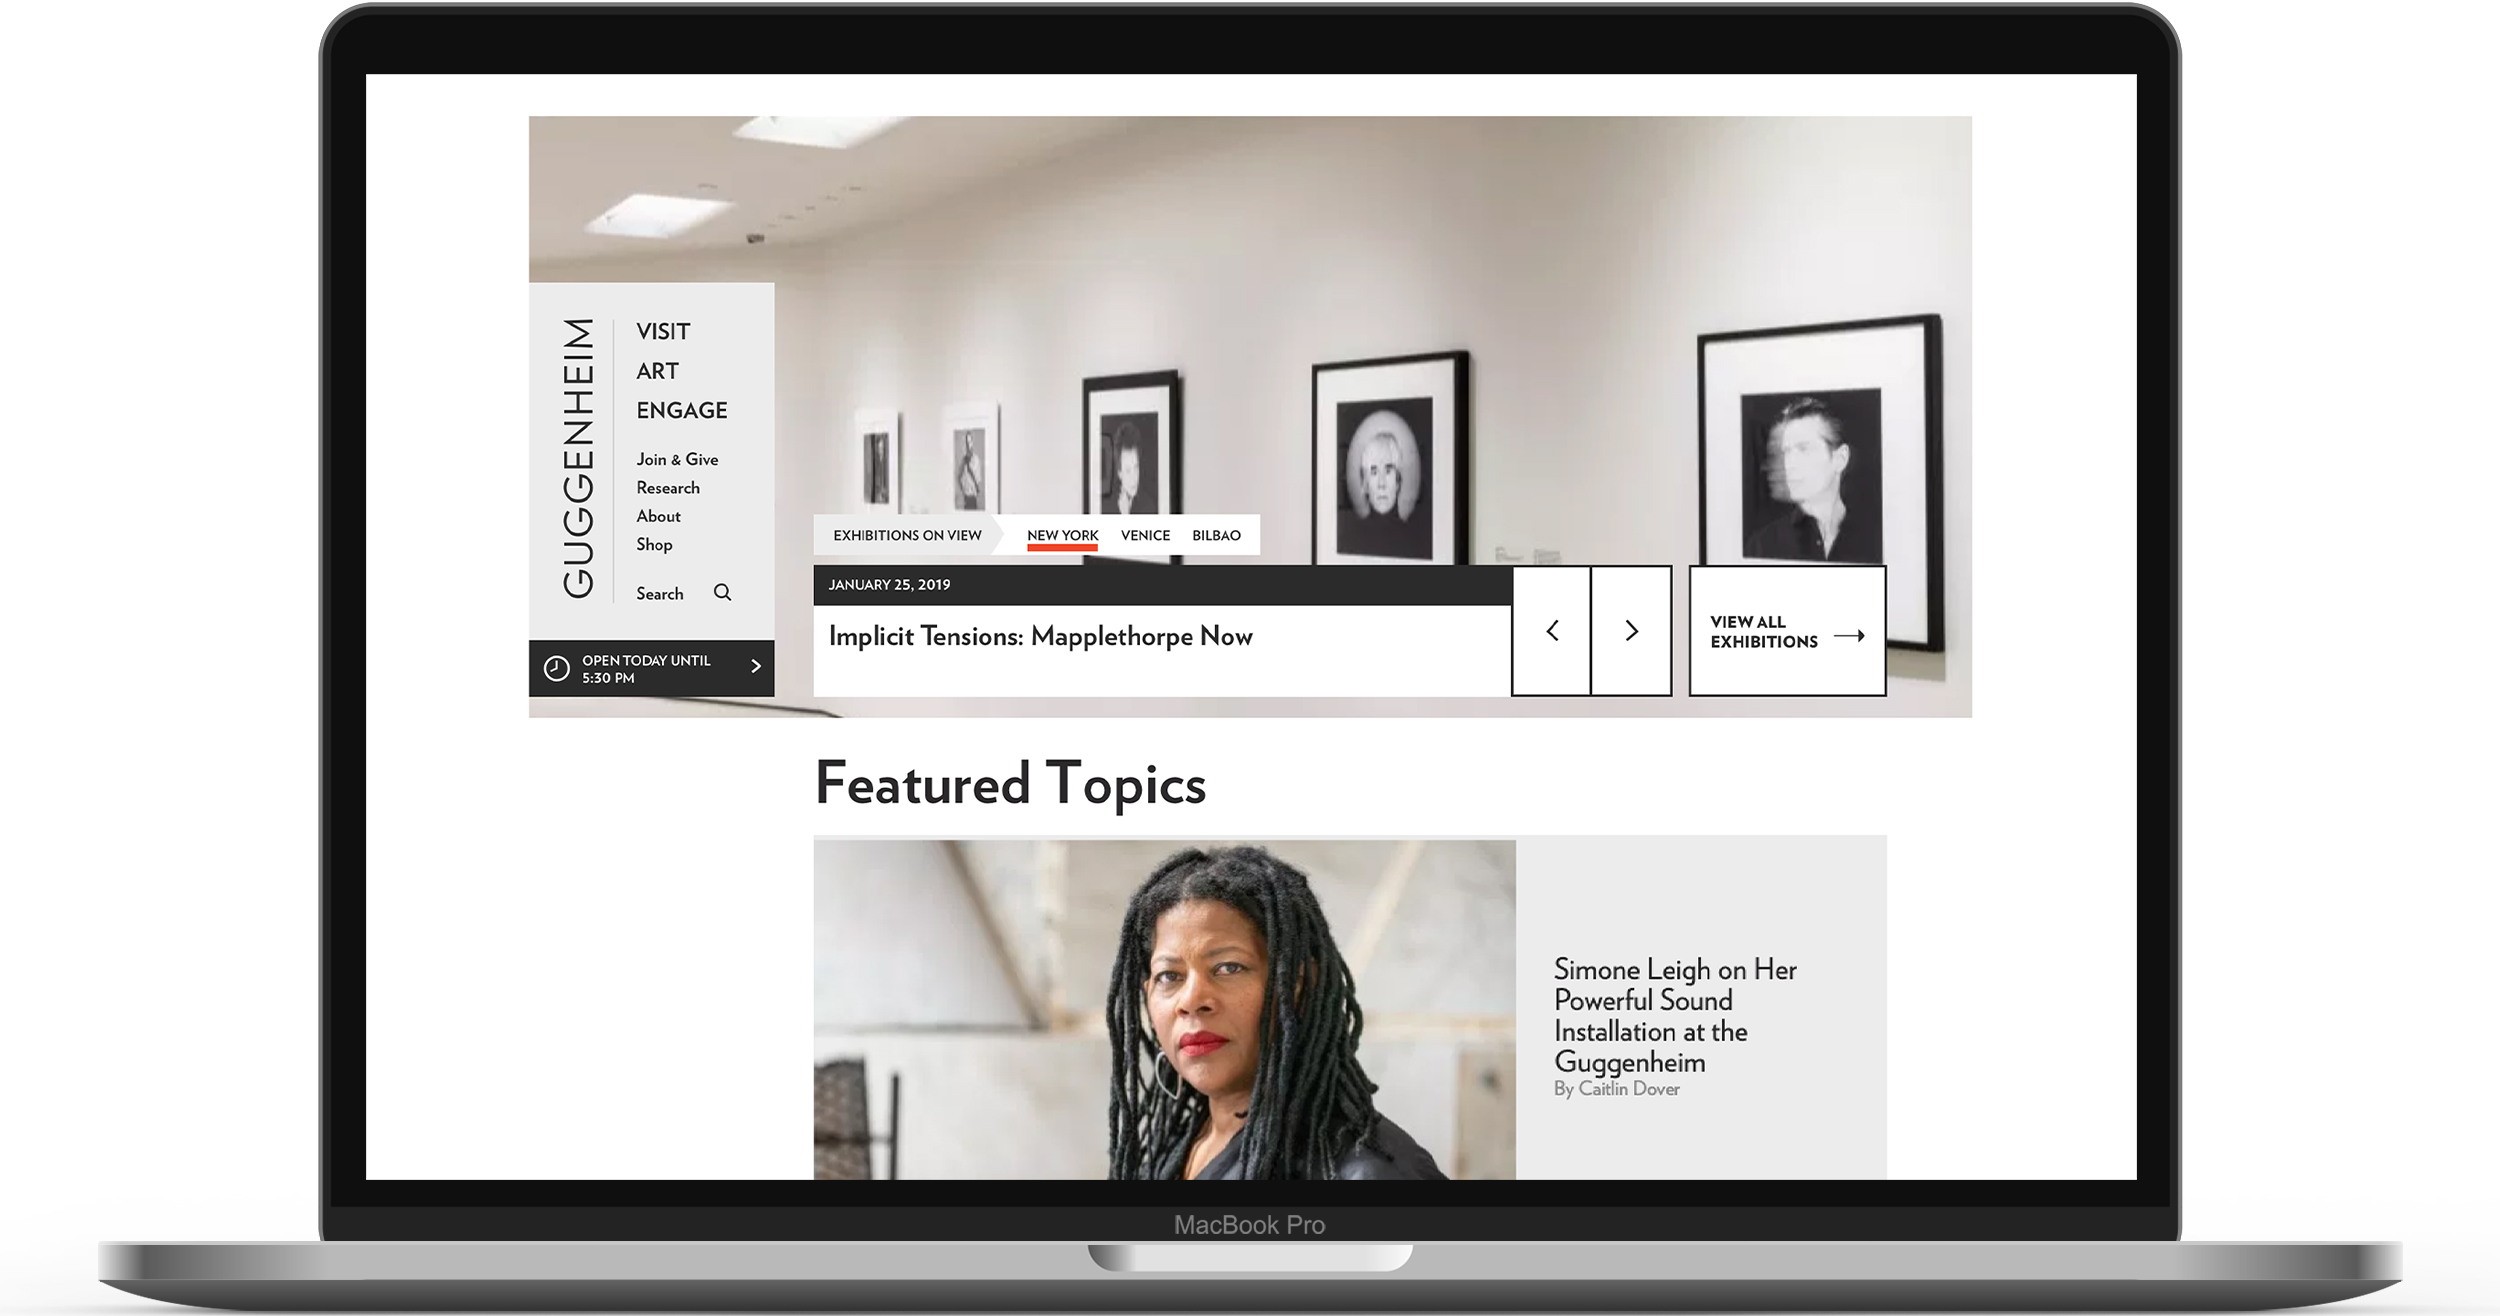 GUGGENHEIM
VISIT
ART
ENGAGE
Join & Give
Research
About
Shop
Search
OPEN TODAY UNTIL
5:30 PM
EXHIBITIONS ON VIEW NEW YORK VENICE BILBAO
JANUARY 25, 2019
Implicit Tensions: Mapplethorpe Now
VIEW ALL
EXHIBITIONS
Featured Topics
Simone Leigh on Her
Powerful Sound
Installation at the
Guggenheim
By Caitlin Dover
MacBook Pro